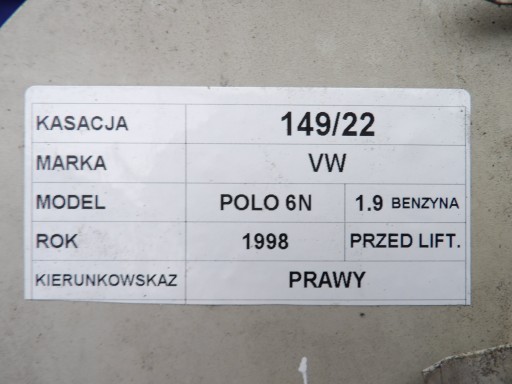 KASACJA 149/22
MARKA VW
MODEL POLO 6N 1.9 BENZYNA
ROK 1998 PRZED LIFT.
KIERUNKOWSKAZ PRAWY